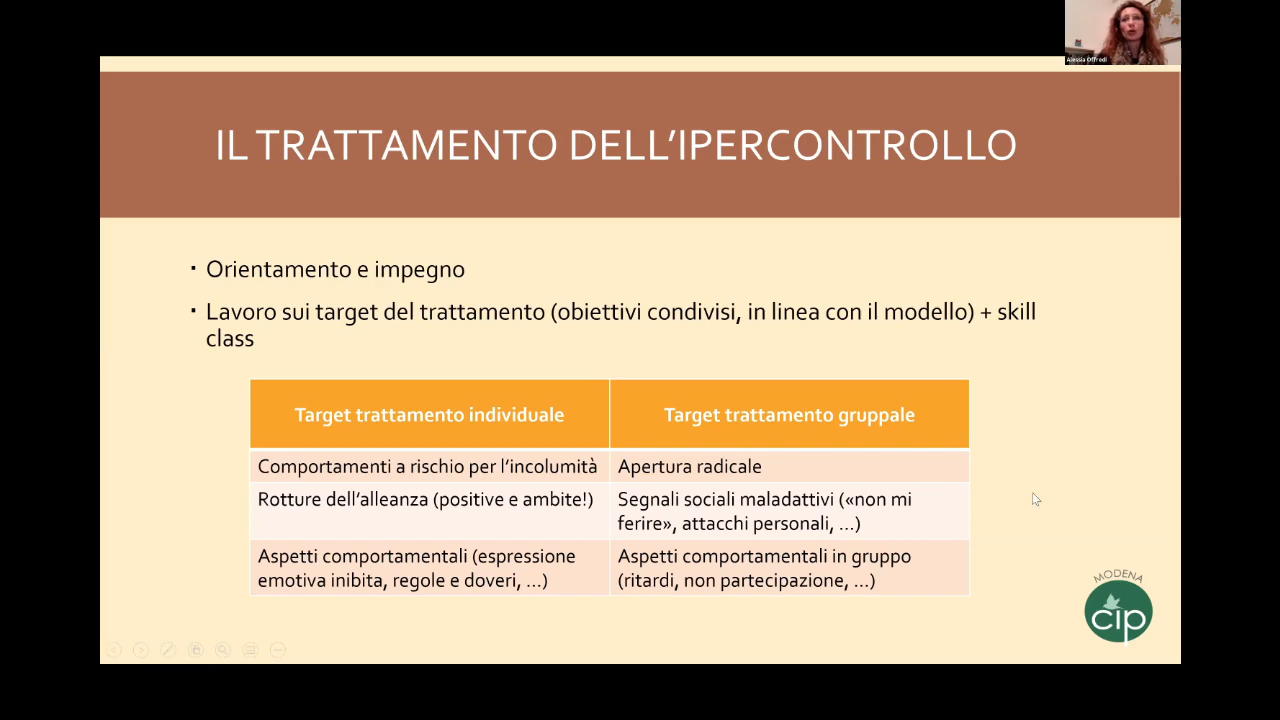 Alessia Offredi
IL TRATTAMENTO DELL’IPERCONTROLLO
▪ Orientamento e impegno
▪ Lavoro sui target del trattamento (obiettivi condivisi, in linea con il modello) + skill
class
Target trattamento individuale
Target trattamento gruppale
Comportamenti a rischio per l’incolumità
Apertura radicale
Rotture dell’alleanza (positive e ambite!)
Segnali sociali maladattivi («non mi
ferire», attacchi personali, …)
Aspetti comportamentali (espressione
emotiva inibita, regole e doveri, …)
Aspetti comportamentali in gruppo
(ritardi, non partecipazione, …)
MODENA
cip